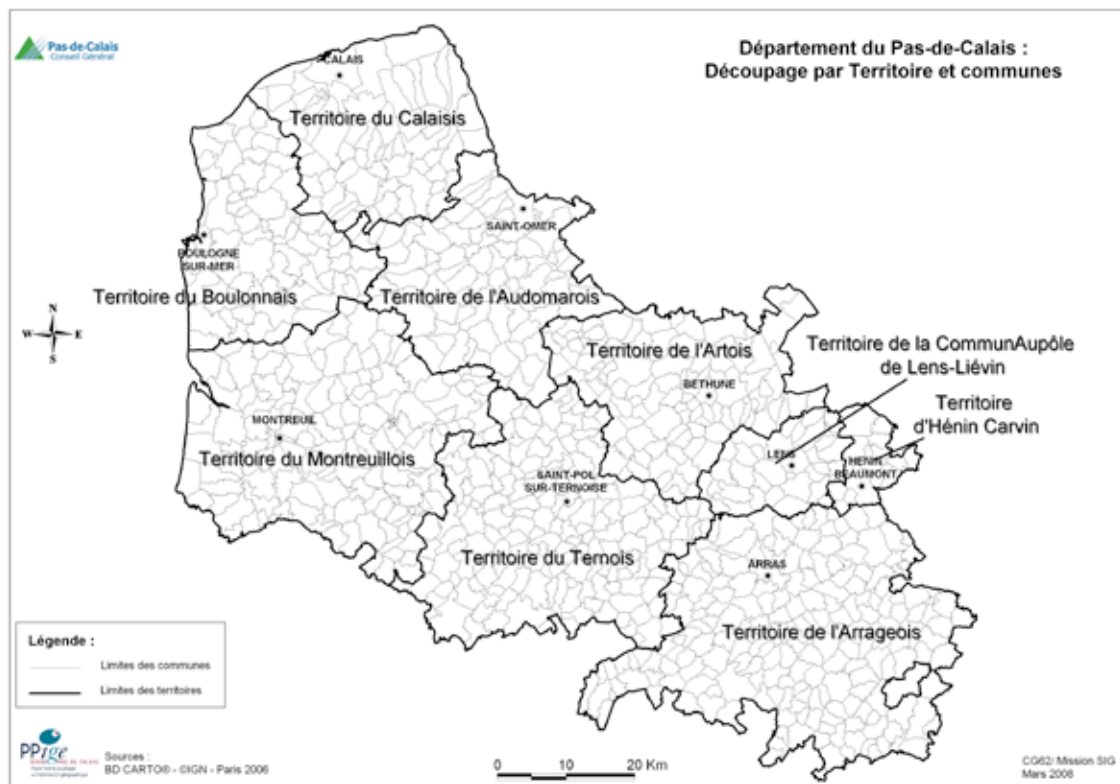 Pas-de-Calais
Conseil Général
Département du Pas-de-Calais :
Découpage par Territoire et communes
CALAIS
Territoire du Calaisis
SAINT-OMER
BOULOGNE
SUR-MER
Territoire du Boulonnais
Territoire de l'Audomarois
N
W
E
S
Territoire de l'Artois
Territoire de la CommunAupôle
de Lens-Liévin
BETHUNE
Territoire
d'Hénin Carvin
MONTREUIL
Territoire du Montreuillois
LENS
HENIN
BEAUMONT
SAINT-POL
SUR-TERNOISE
Territoire du Ternois
ARRAS
Territoire de l'Arrageois
Légende :
Limites des communes
Limites des territoires
PPige
Sources :
BD CARTO® - ©IGN - Paris 2006
0 10 20 Km
CG62/ Mission SIG
Mars 2008